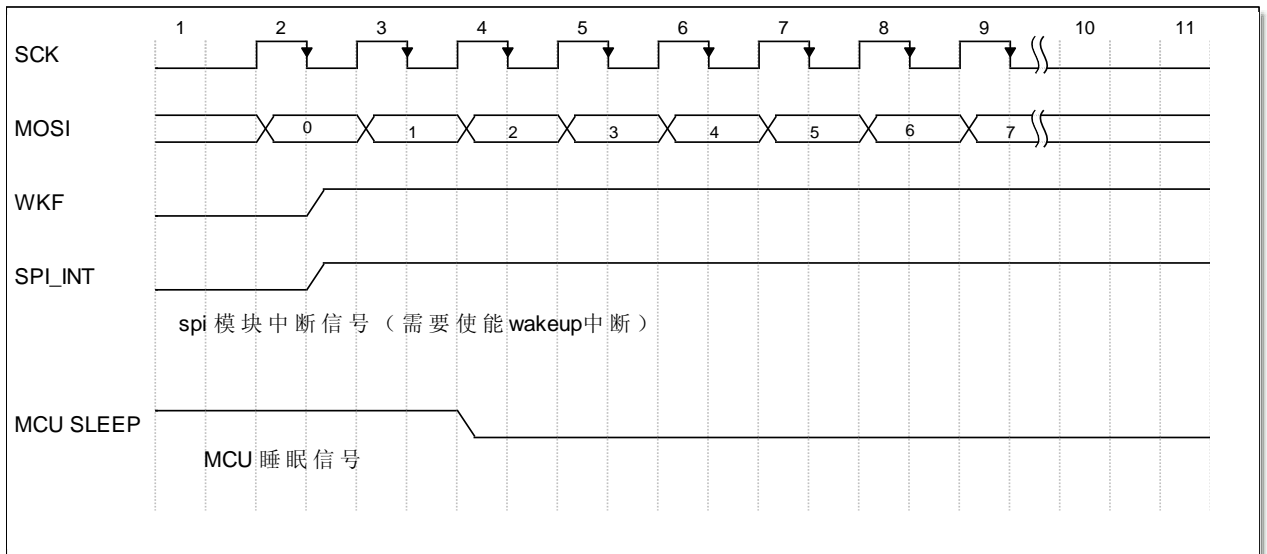 1 2 3 4 5 6 7 8 9 10 11
SCK
MOSI 0 1 2 3 4 5 6 7
WKF
SPI_INT
spi 模块中断信号（需要使能wakeup中断）
MCU SLEEP
MCU 睡眠信号